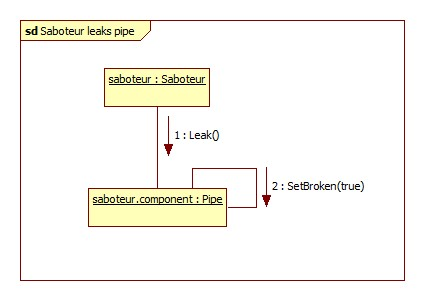 sd Saboteur leaks pipe
saboteur : Saboteur
1 : Leak()
saboteur.component : Pipe
2 : SetBroken(true)